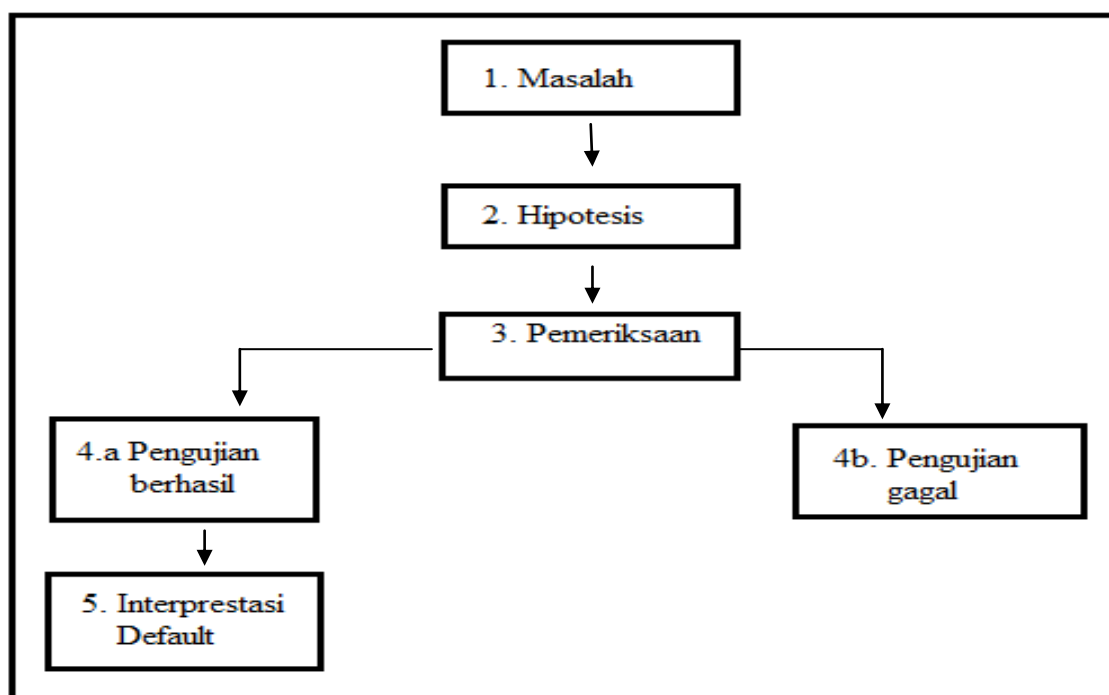 1. Masalah
2. Hipotesis
3. Pemeriksaan
4.a Pengujian
berhasil
4b. Pengujian
gagal
5. Interprestasi
Default